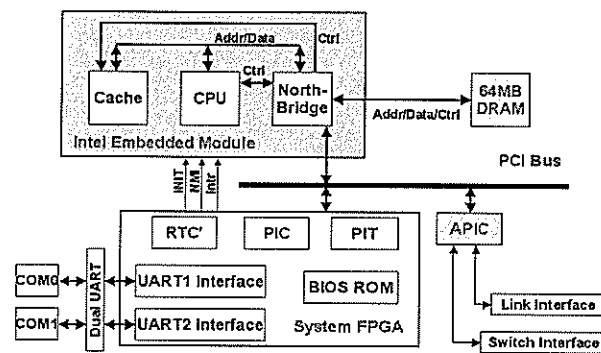 Ctrl
Addr/Data
Ctrl
Cache
CPU
North-
Bridge
64MB
DRAM
Addr/Data/Ctrl
Intel Embedded Module
PCI Bus
INIT
NMI
Intr
RTC'
PIC
PIT
APIC
COM0
COM1
Dual UART
UART1 Interface
UART2 Interface
BIOS ROM
System FPGA
Link Interface
Switch Interface